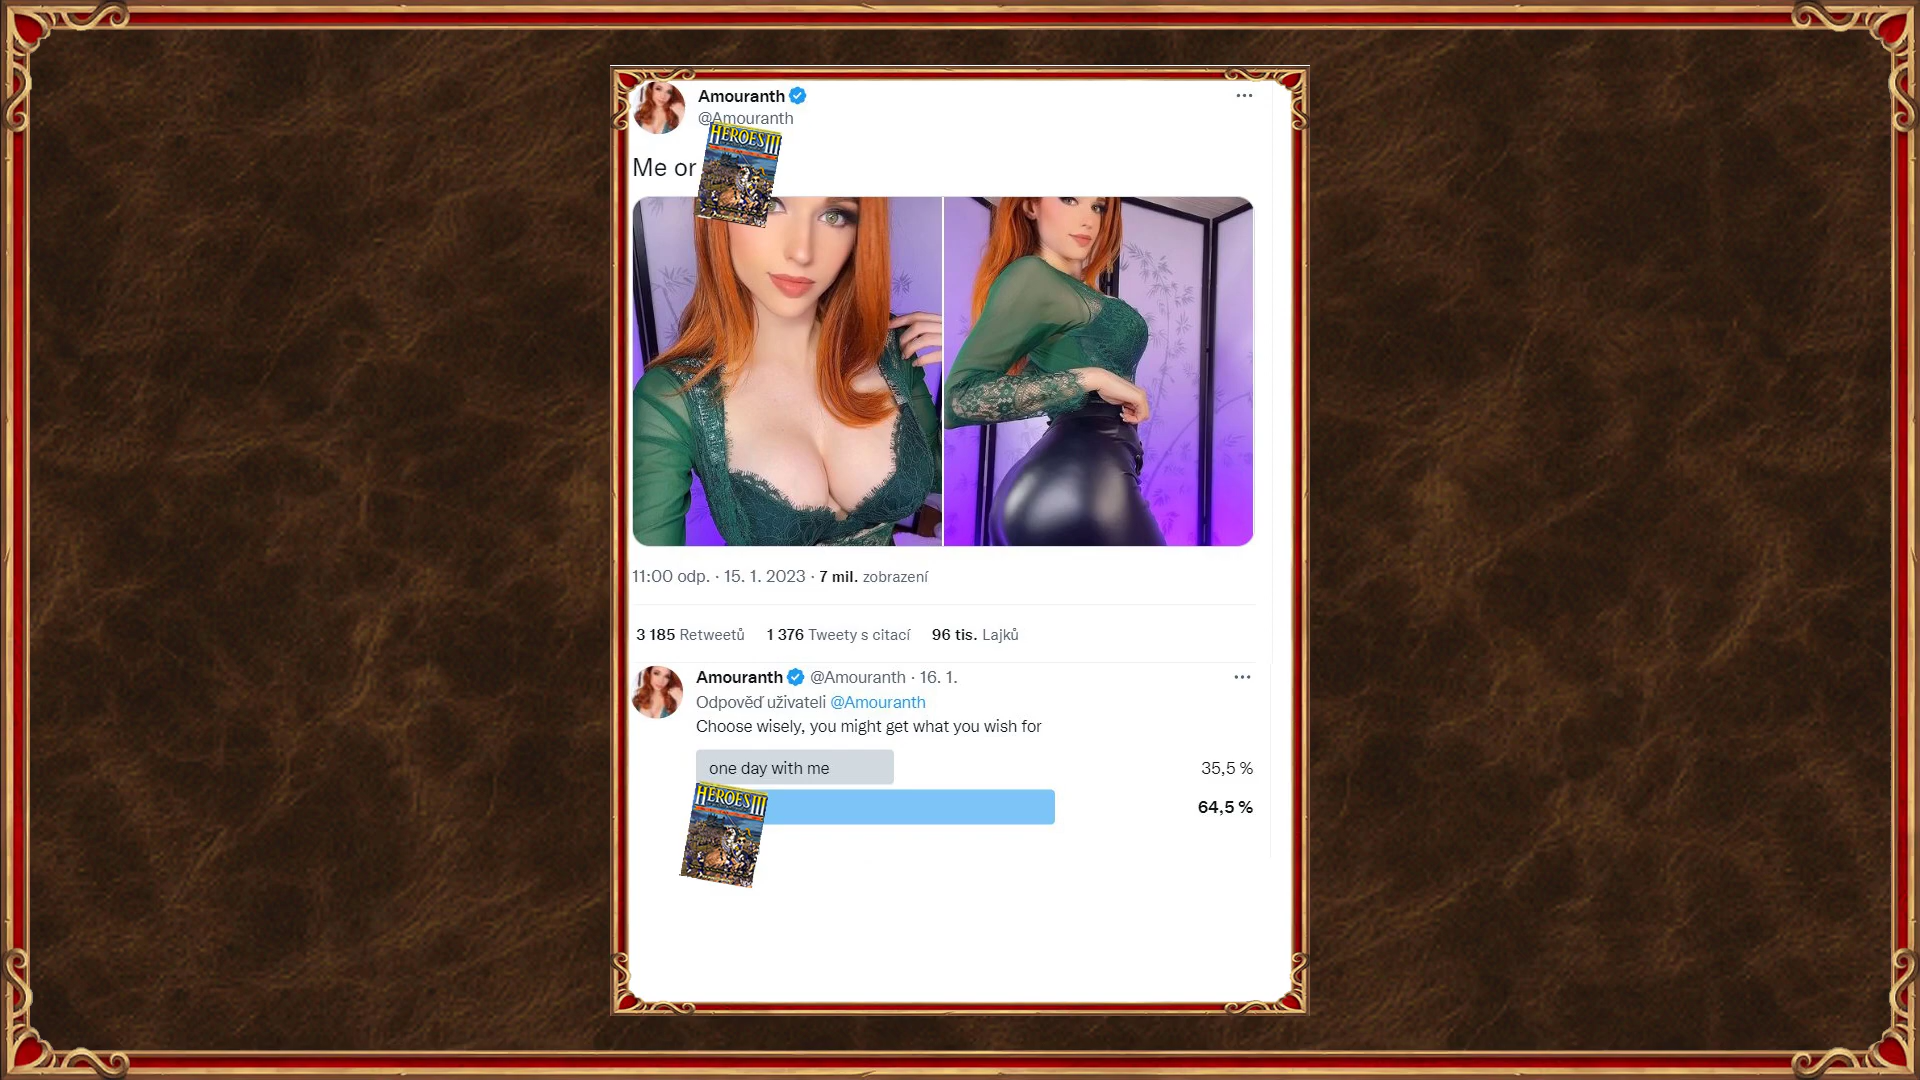 Amouranth
@Amouranth
HEROES III
Me or
11:00 odp. · 15. 1. 2023 · 7 mil. zobrazení
3 185 Retweetů 1 376 Tweety s citací 96 tis. Lajků
Amouranth @Amouranth · 16. 1.
Odpověď uživateli @Amouranth
Choose wisely, you might get what you wish for
one day with me 35,5 %
HEROES III
64,5 %